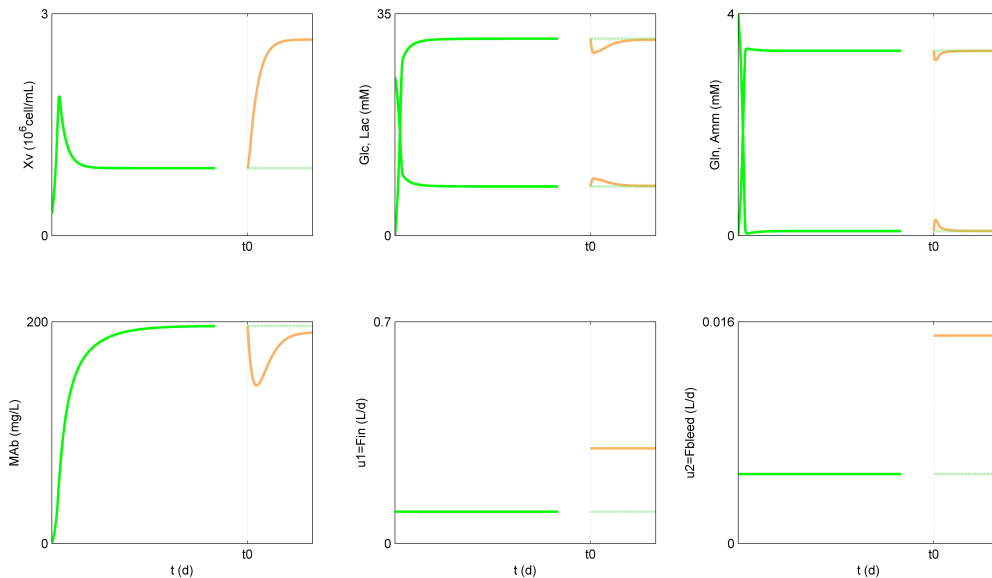 3
Xv (10^6cell/mL)
0
t0
35
Glc, Lac (mM)
0
t0
4
Gln, Amm (mM)
0
t0
200
MAb (mg/L)
0
t0
t (d)
0.7
u1=Fin (L/d)
0
t0
t (d)
0.016
u2=Fbleed (L/d)
0
t0
t (d)